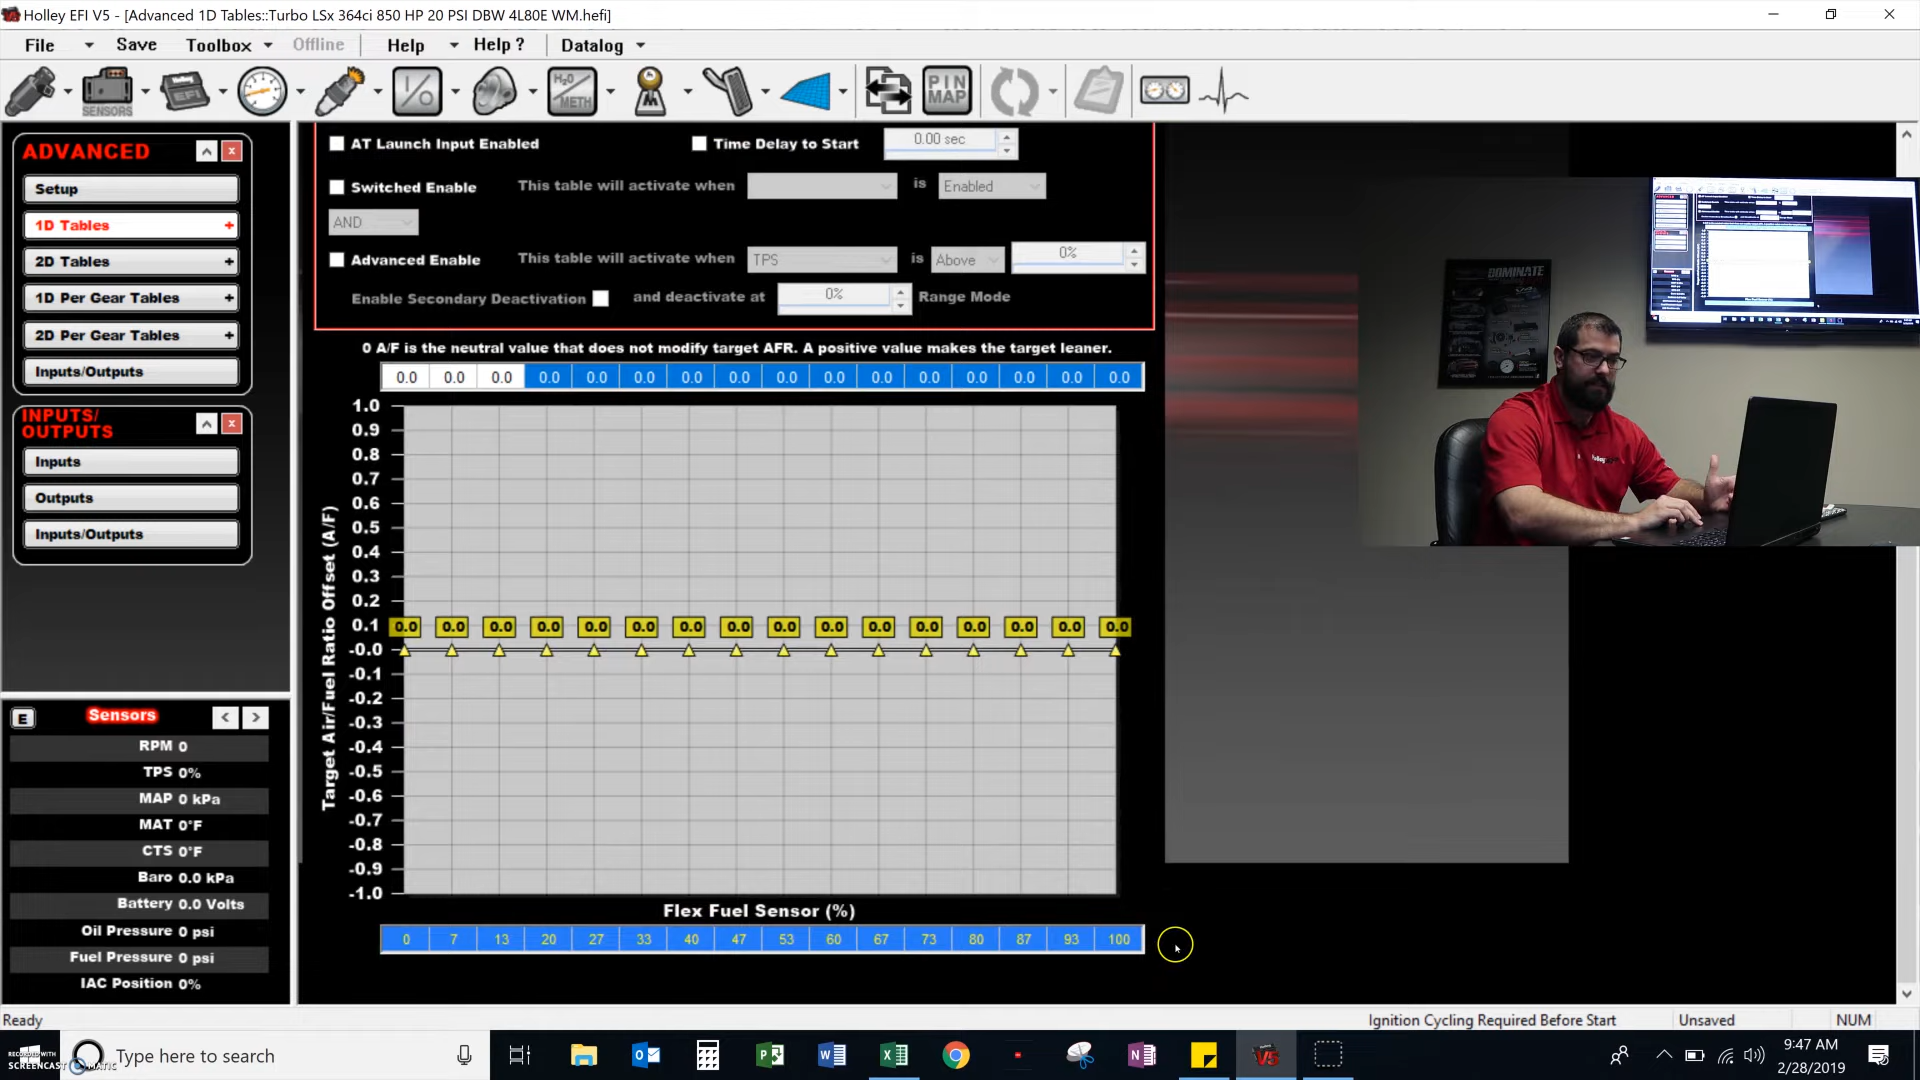 Holley EFI V5 - [Advanced 1D Tables::Turbo LSx 364ci 850 HP 20 PSI DBW 4L80E WM.hefi]
File Save Toolbox Offline Help Help ? Datalog
SENSORS EFI I/O H2O METH PIN MAP
ADVANCED
Setup
1D Tables +
2D Tables +
1D Per Gear Tables +
2D Per Gear Tables +
Inputs/Outputs
INPUTS/
OUTPUTS
Inputs
Outputs
Inputs/Outputs
E Sensors < >
RPM 0
TPS 0%
MAP 0 kPa
MAT 0°F
CTS 0°F
Baro 0.0 kPa
Battery 0.0 Volts
Oil Pressure 0 psi
Fuel Pressure 0 psi
IAC Position 0%
AT Launch Input Enabled Time Delay to Start 0.00 sec
Switched Enable This table will activate when is Enabled
AND
Advanced Enable This table will activate when TPS is Above 0%
Enable Secondary Deactivation and deactivate at 0% Range Mode
0 A/F is the neutral value that does not modify target AFR. A positive value makes the target leaner.
0.0 0.0 0.0 0.0 0.0 0.0 0.0 0.0 0.0 0.0 0.0 0.0 0.0 0.0 0.0 0.0
Target Air/Fuel Ratio Offset (A/F)
1.0
0.9
0.8
0.7
0.6
0.5
0.4
0.3
0.2
0.1
-0.0
-0.1
-0.2
-0.3
-0.4
-0.5
-0.6
-0.7
-0.8
-0.9
-1.0
0.0 0.0 0.0 0.0 0.0 0.0 0.0 0.0 0.0 0.0 0.0 0.0 0.0 0.0 0.0 0.0
Flex Fuel Sensor (%)
0 7 13 20 27 33 40 47 53 60 67 73 80 87 93 100
DOMINATE
Holley
Ready Ignition Cycling Required Before Start Unsaved NUM
RECORDED WITH
SCREENCAST MATIC
Type here to search
9:47 AM
2/28/2019